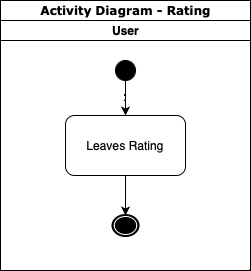 Activity Diagram - Rating
User
:
Leaves Rating